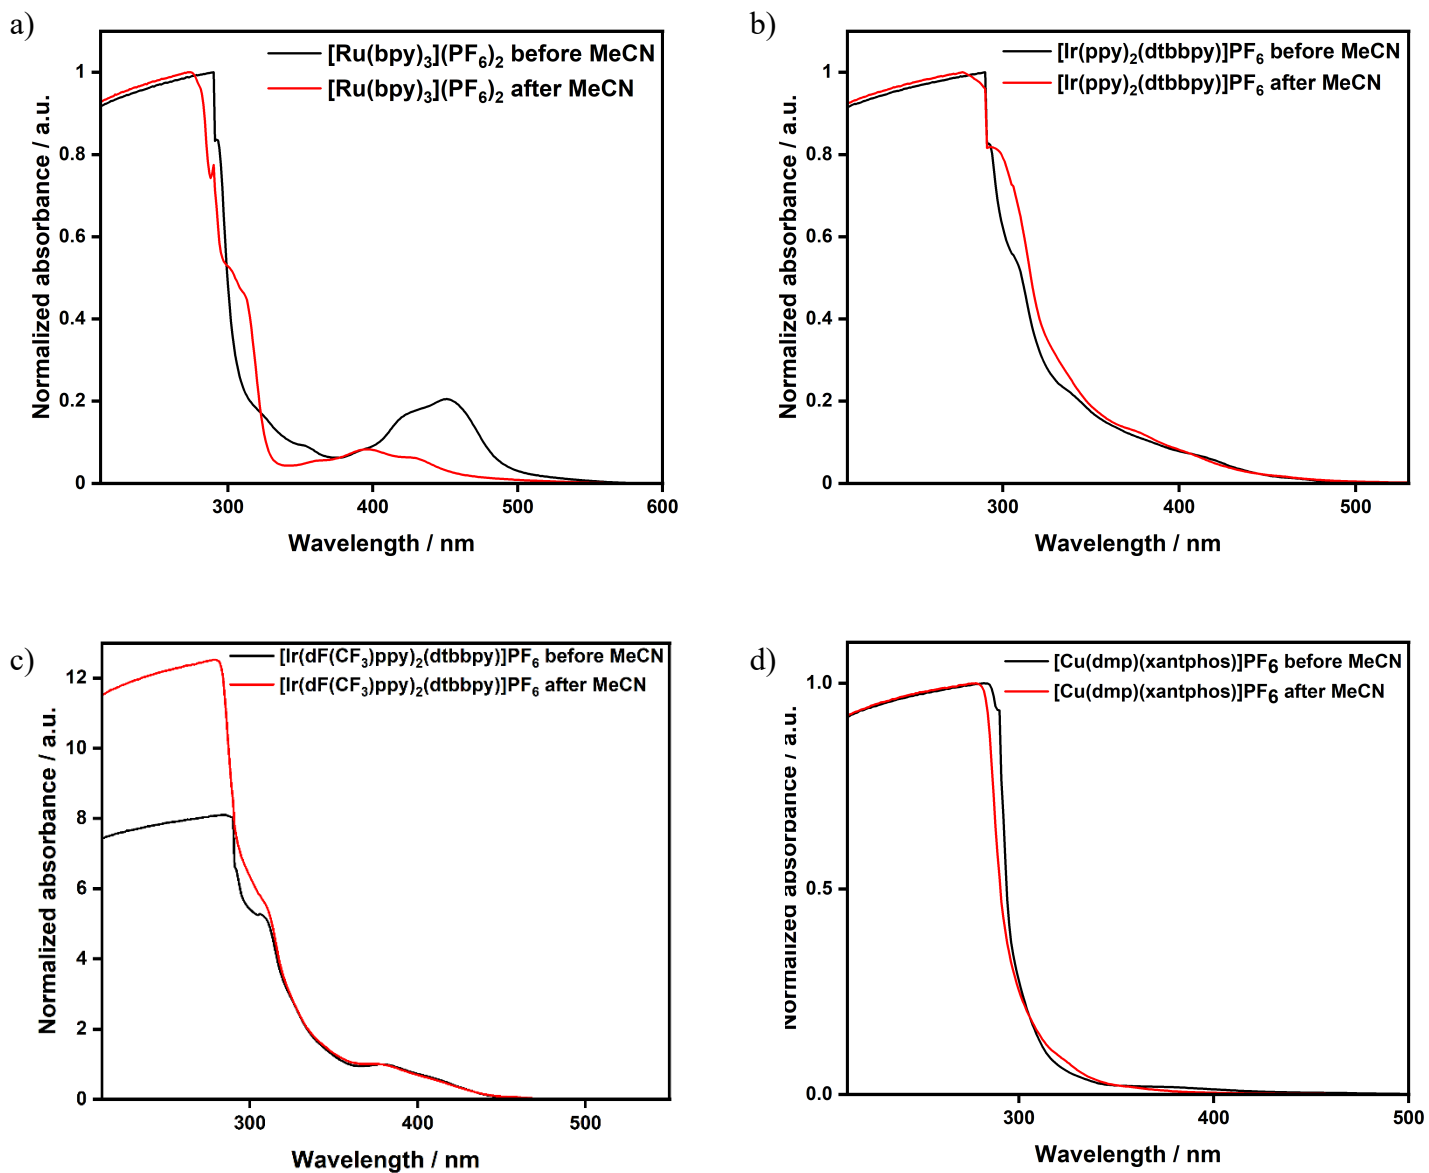 a)
[Ru(bpy)₃](PF₆)₂ before MeCN
[Ru(bpy)₃](PF₆)₂ after MeCN
Normalized absorbance / a.u.
1
0.8
0.6
0.4
0.2
0
300
400
500
600
Wavelength / nm
b)
[Ir(ppy)₂(dtbbpy)]PF₆ before MeCN
[Ir(ppy)₂(dtbbpy)]PF₆ after MeCN
Normalized absorbance / a.u.
1
0.8
0.6
0.4
0.2
0
300
400
500
Wavelength / nm
c)
[Ir(dF(CF₃)ppy)₂(dtbbpy)]PF₆ before MeCN
[Ir(dF(CF₃)ppy)₂(dtbbpy)]PF₆ after MeCN
Normalized absorbance / a.u.
12
10
8
6
4
2
0
300
400
500
Wavelength / nm
d)
[Cu(dmp)(xantphos)]PF₆ before MeCN
[Cu(dmp)(xantphos)]PF₆ after MeCN
Normalized absorbance / a.u.
1.0
0.5
0.0
300
400
500
Wavelength / nm